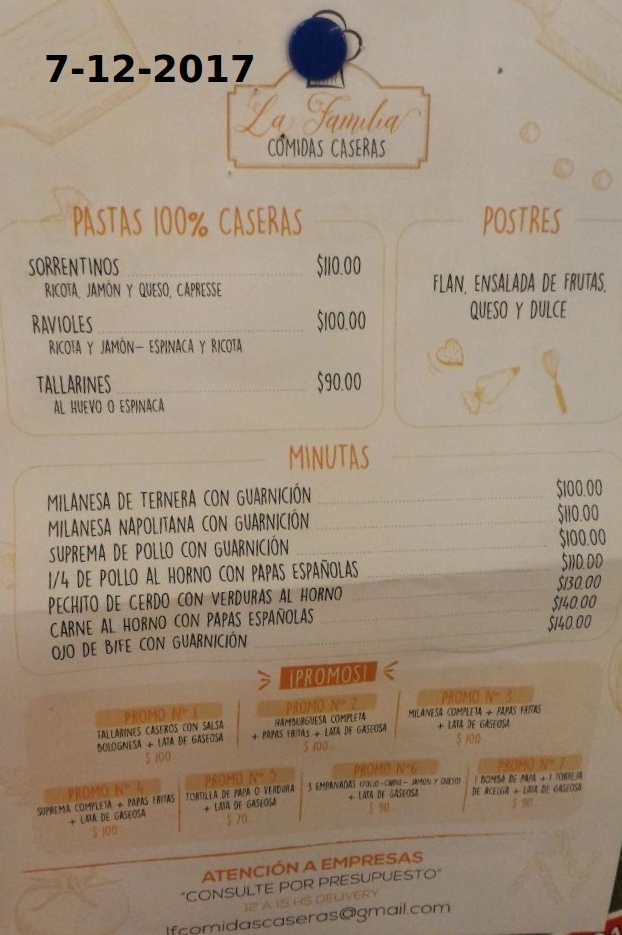 7-12-2017
La Familia
COMIDAS CASERAS
PASTAS 100% CASERAS
SORRENTINOS $110.00
RICOTA, JAMÓN Y QUESO, CAPRESSE
RAVIOLES $100.00
RICOTA Y JAMÓN- ESPINACA Y RICOTA
TALLARINES $90.00
AL HUEVO O ESPINACA
POSTRES
FLAN, ENSALADA DE FRUTAS,
QUESO Y DULCE
MINUTAS
MILANESA DE TERNERA CON GUARNICIÓN $100.00
MILANESA NAPOLITANA CON GUARNICIÓN $110.00
SUPREMA DE POLLO CON GUARNICIÓN $100.00
1/4 DE POLLO AL HORNO CON PAPAS ESPAÑOLAS $110.00
PECHITO DE CERDO CON VERDURAS AL HORNO $130.00
CARNE AL HORNO CON PAPAS ESPAÑOLAS $140.00
OJO DE BIFE CON GUARNICIÓN $140.00
¡PROMOS!
PROMO Nº 1
TALLARINES CASEROS CON SALSA
BOLOGNESA + LATA DE GASEOSA
$ 100
PROMO Nº 2
HAMBURGUESA COMPLETA
+ PAPAS FRITAS + LATA DE GASEOSA
$ 100
PROMO Nº 3
MILANESA COMPLETA + PAPAS FRITAS
+ LATA DE GASEOSA
$ 100
PROMO Nº 4
SUPREMA COMPLETA + PAPAS FRITAS
+ LATA DE GASEOSA
$ 100
PROMO Nº 5
TORTILLA DE PAPA O VERDURA
+ LATA DE GASEOSA
$ 70
PROMO Nº6
3 EMPANADAS (POLLO-CARNE- JAMON Y QUESO)
+ LATA DE GASEOSA
$ 90
PROMO Nº 7
1 BOMBA DE PAPA + 1 TORREJA
DE ACELGA + LATA DE GASEOSA
$ 90
ATENCIÓN A EMPRESAS
"CONSULTE POR PRESUPUESTO"
12 A 15 HS DELIVERY
lfcomidascaseras@gmail.com